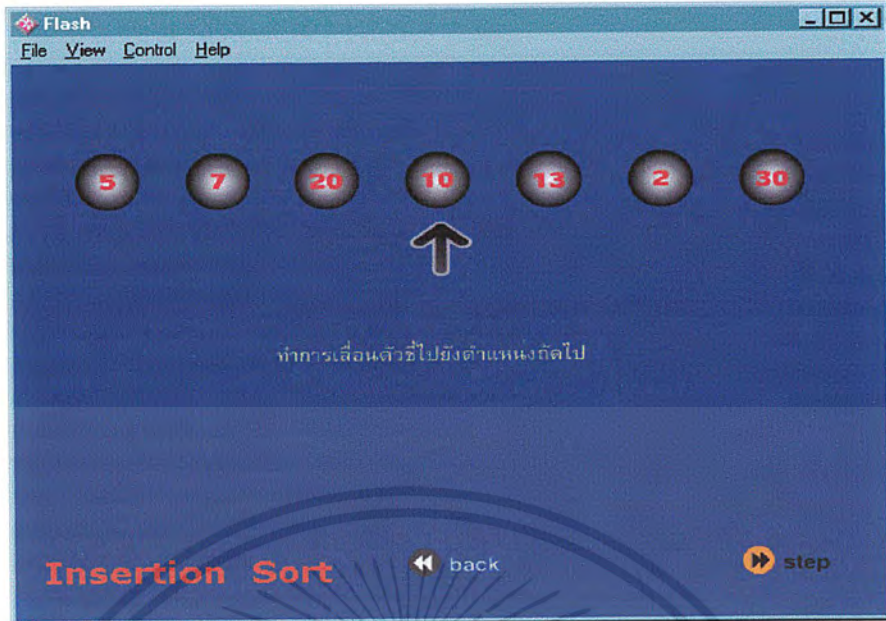 Flash
File View Control Help
5 7 20 10 13 2 30
ทำการเลื่อนตัวชี้ไปยังตำแหน่งถัดไป
Insertion Sort back step